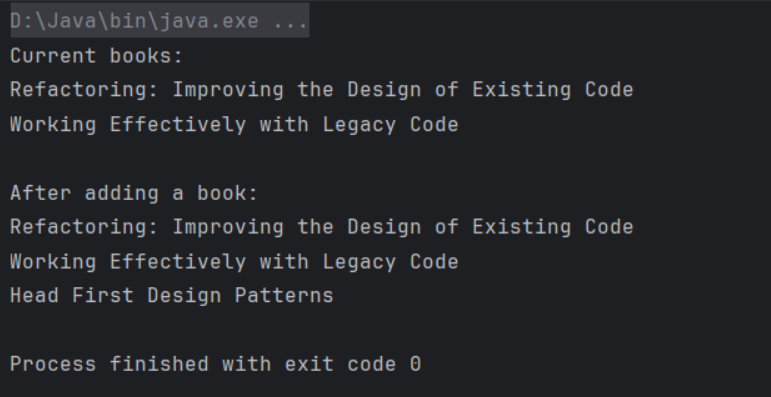 D:\Java\bin\java.exe ...
Current books:
Refactoring: Improving the Design of Existing Code
Working Effectively with Legacy Code
After adding a book:
Refactoring: Improving the Design of Existing Code
Working Effectively with Legacy Code
Head First Design Patterns
Process finished with exit code 0